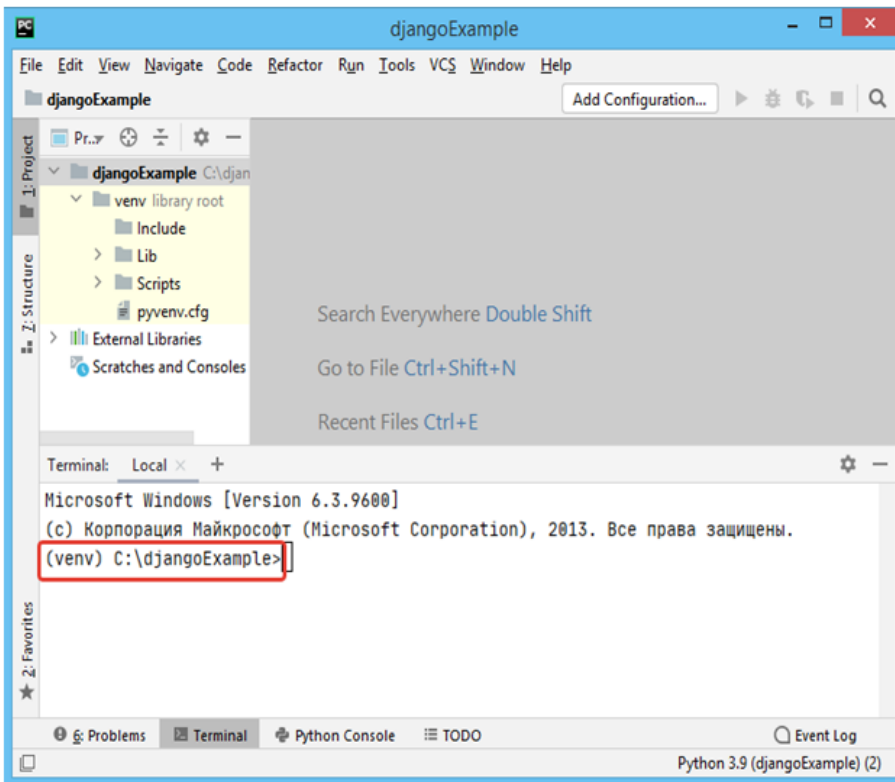 PC
djangoExample
File Edit View Navigate Code Refactor Run Tools VCS Window Help
djangoExample
Add Configuration...
1: Project
Pr..
djangoExample C:\djan
venv library root
Include
Lib
Scripts
pyvenv.cfg
External Libraries
Scratches and Consoles
7: Structure
Search Everywhere Double Shift
Go to File Ctrl+Shift+N
Recent Files Ctrl+E
Terminal: Local × +
Microsoft Windows [Version 6.3.9600]
(c) Корпорация Майкрософт (Microsoft Corporation), 2013. Все права защищены.
(venv) C:\djangoExample>
2: Favorites
6: Problems Terminal Python Console TODO Event Log
Python 3.9 (djangoExample) (2)